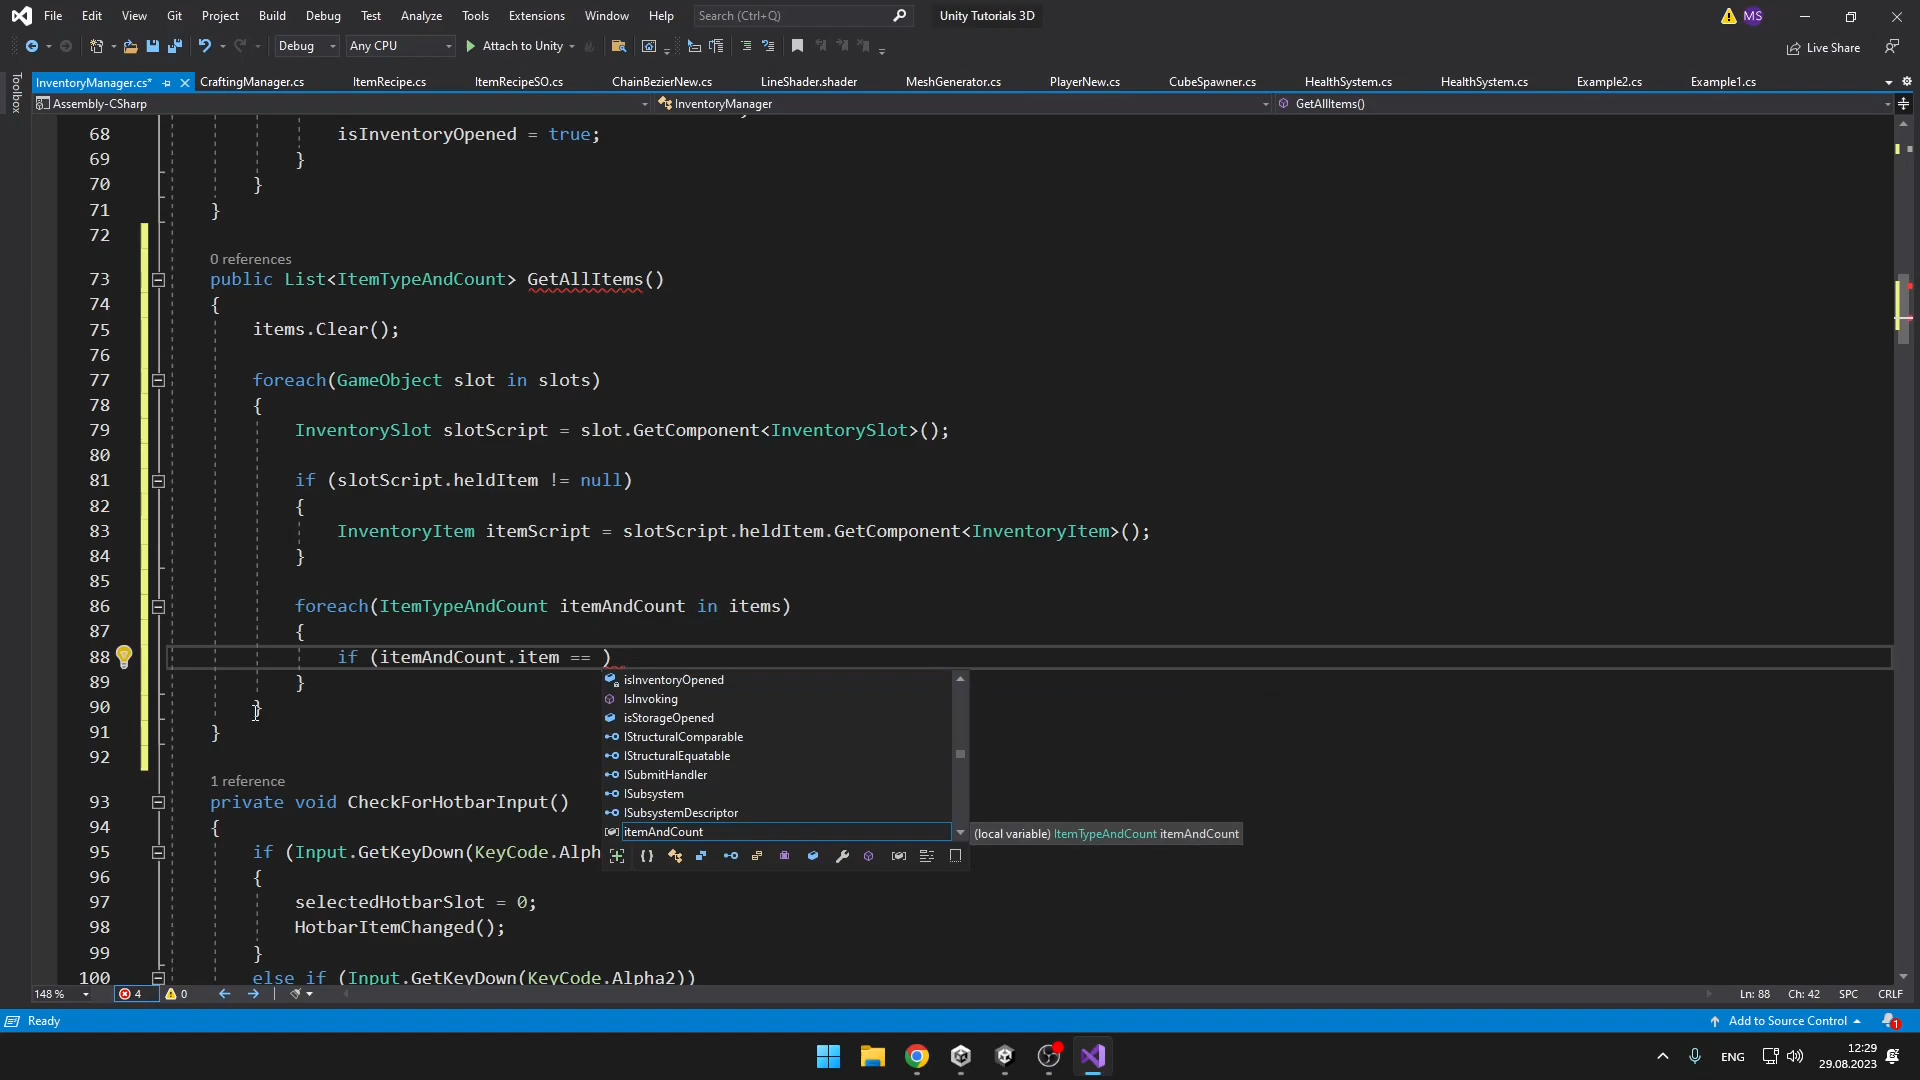 File Edit View Git Project Build Debug Test Analyze Tools Extensions Window Help Search (Ctrl+Q) Unity Tutorials 3D MS
Debug Any CPU Attach to Unity Live Share
Toolbox
InventoryManager.cs* CraftingManager.cs ItemRecipe.cs ItemRecipeSO.cs ChainBezierNew.cs LineShader.shader MeshGenerator.cs PlayerNew.cs CubeSpawner.cs HealthSystem.cs HealthSystem.cs Example2.cs Example1.cs
Assembly-CSharp InventoryManager GetAllItems()
68 isInventoryOpened = true;
69 }
70 }
71 }
72
0 references
73 public List<ItemTypeAndCount> GetAllItems()
74 {
75 items.Clear();
76
77 foreach(GameObject slot in slots)
78 {
79 InventorySlot slotScript = slot.GetComponent<InventorySlot>();
80
81 if (slotScript.heldItem != null)
82 {
83 InventoryItem itemScript = slotScript.heldItem.GetComponent<InventoryItem>();
84 }
85
86 foreach(ItemTypeAndCount itemAndCount in items)
87 {
88 if (itemAndCount.item == )
89 }
90 }
91 }
92
isInventoryOpened
IsInvoking
isStorageOpened
IStructuralComparable
IStructuralEquatable
ISubmitHandler
ISubsystem
ISubsystemDescriptor
itemAndCount
(local variable) ItemTypeAndCount itemAndCount
1 reference
93 private void CheckForHotbarInput()
94 {
95 if (Input.GetKeyDown(KeyCode.Alph
96 {
97 selectedHotbarSlot = 0;
98 HotbarItemChanged();
99 }
100 else if (Input.GetKeyDown(KeyCode.Alpha2))
148 % 4 0 Ln: 88 Ch: 42 SPC CRLF
Ready Add to Source Control 1
ENG 12:29
29.08.2023